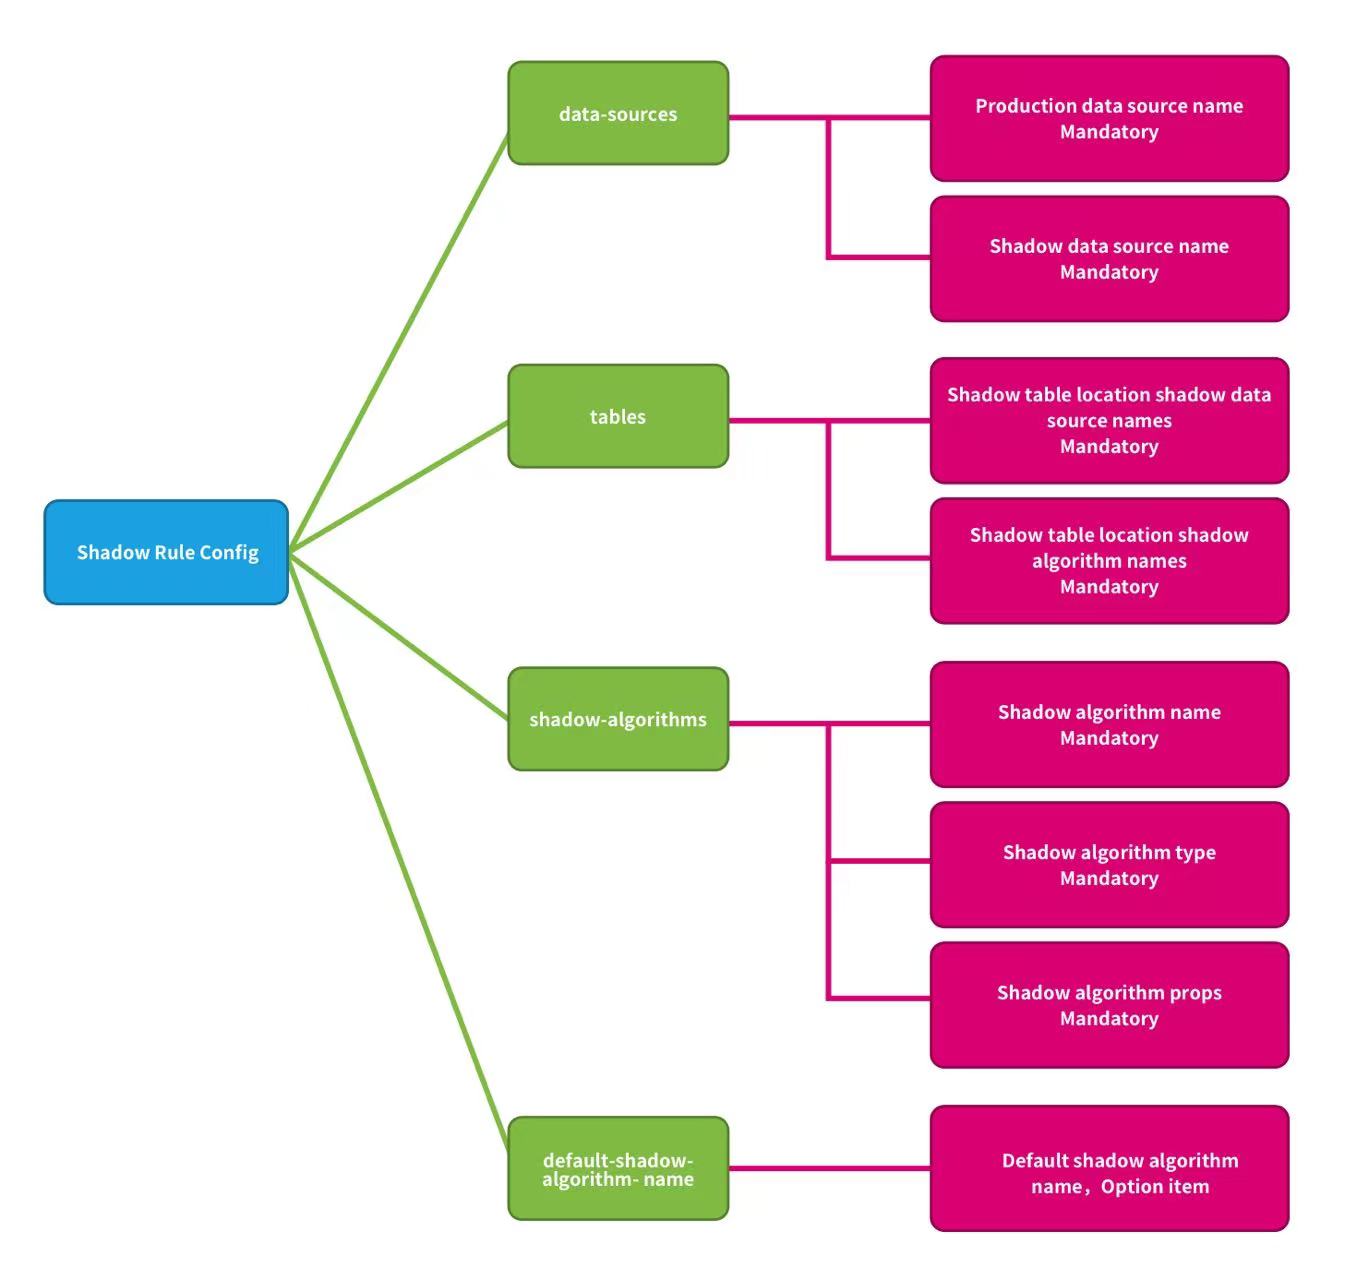 data-sources
Production data source name
Mandatory
Shadow data source name
Mandatory
tables
Shadow table location shadow data
source names
Mandatory
Shadow table location shadow
algorithm names
Mandatory
Shadow Rule Config
shadow-algorithms
Shadow algorithm name
Mandatory
Shadow algorithm type
Mandatory
Shadow algorithm props
Mandatory
default-shadow-
algorithm- name
Default shadow algorithm
name，Option item